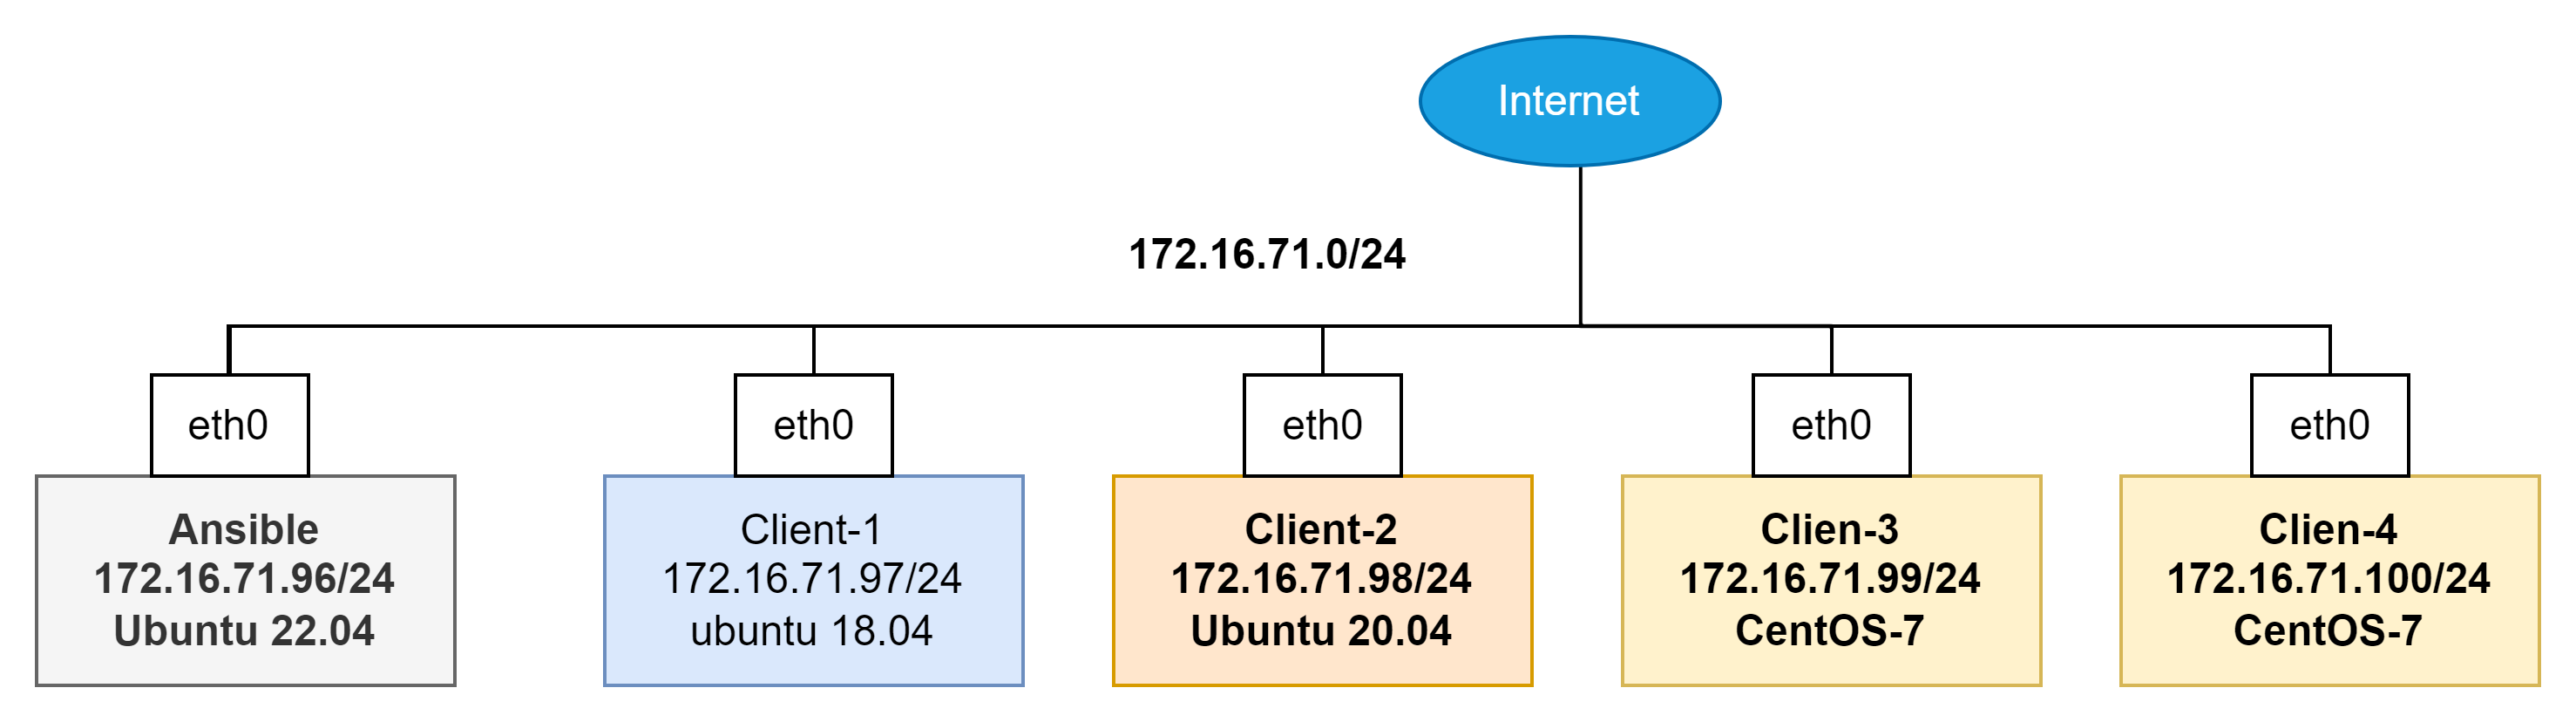 Internet
172.16.71.0/24
eth0
eth0
eth0
eth0
eth0
Ansible
172.16.71.96/24
Ubuntu 22.04
Client-1
172.16.71.97/24
ubuntu 18.04
Client-2
172.16.71.98/24
Ubuntu 20.04
Clien-3
172.16.71.99/24
CentOS-7
Clien-4
172.16.71.100/24
CentOS-7